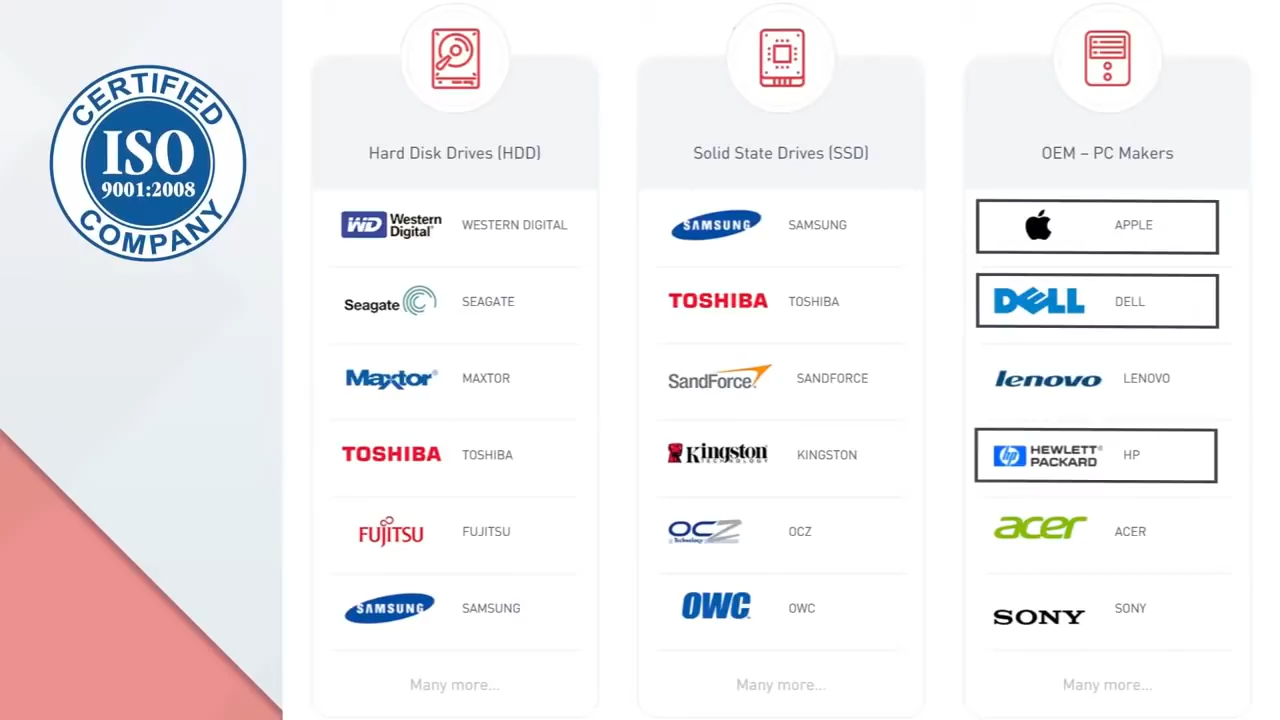 CERTIFIED
ISO
9001:2008
COMPANY
Hard Disk Drives (HDD)
WD Western Digital®
WESTERN DIGITAL
Seagate
SEAGATE
Maxtor®
MAXTOR
TOSHIBA
TOSHIBA
FUJITSU
FUJITSU
SAMSUNG
SAMSUNG
Many more...
Solid State Drives (SSD)
SAMSUNG
SAMSUNG
TOSHIBA
TOSHIBA
SandForce
SANDFORCE
Kingston
TECHNOLOGY
KINGSTON
OCZ
Technology
OCZ
OWC
OWC
Many more...
OEM – PC Makers
APPLE
DELL
DELL
lenovo
LENOVO
hp HEWLETT®
PACKARD
HP
acer
ACER
SONY
SONY
Many more...